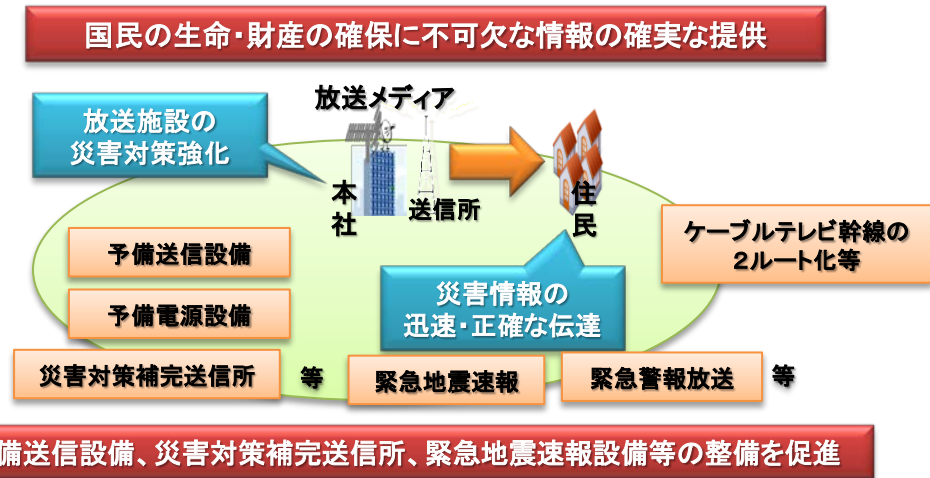 国民の生命・財産の確保に不可欠な情報の確実な提供
放送メディア
放送施設の
災害対策強化
本社
送信所
住民
ケーブルテレビ幹線の
２ルート化等
予備送信設備
予備電源設備
災害対策補完送信所
等
災害情報の
迅速・正確な伝達
緊急地震速報
緊急警報放送
等
備送信設備、災害対策補完送信所、緊急地震速報設備等の整備を促進